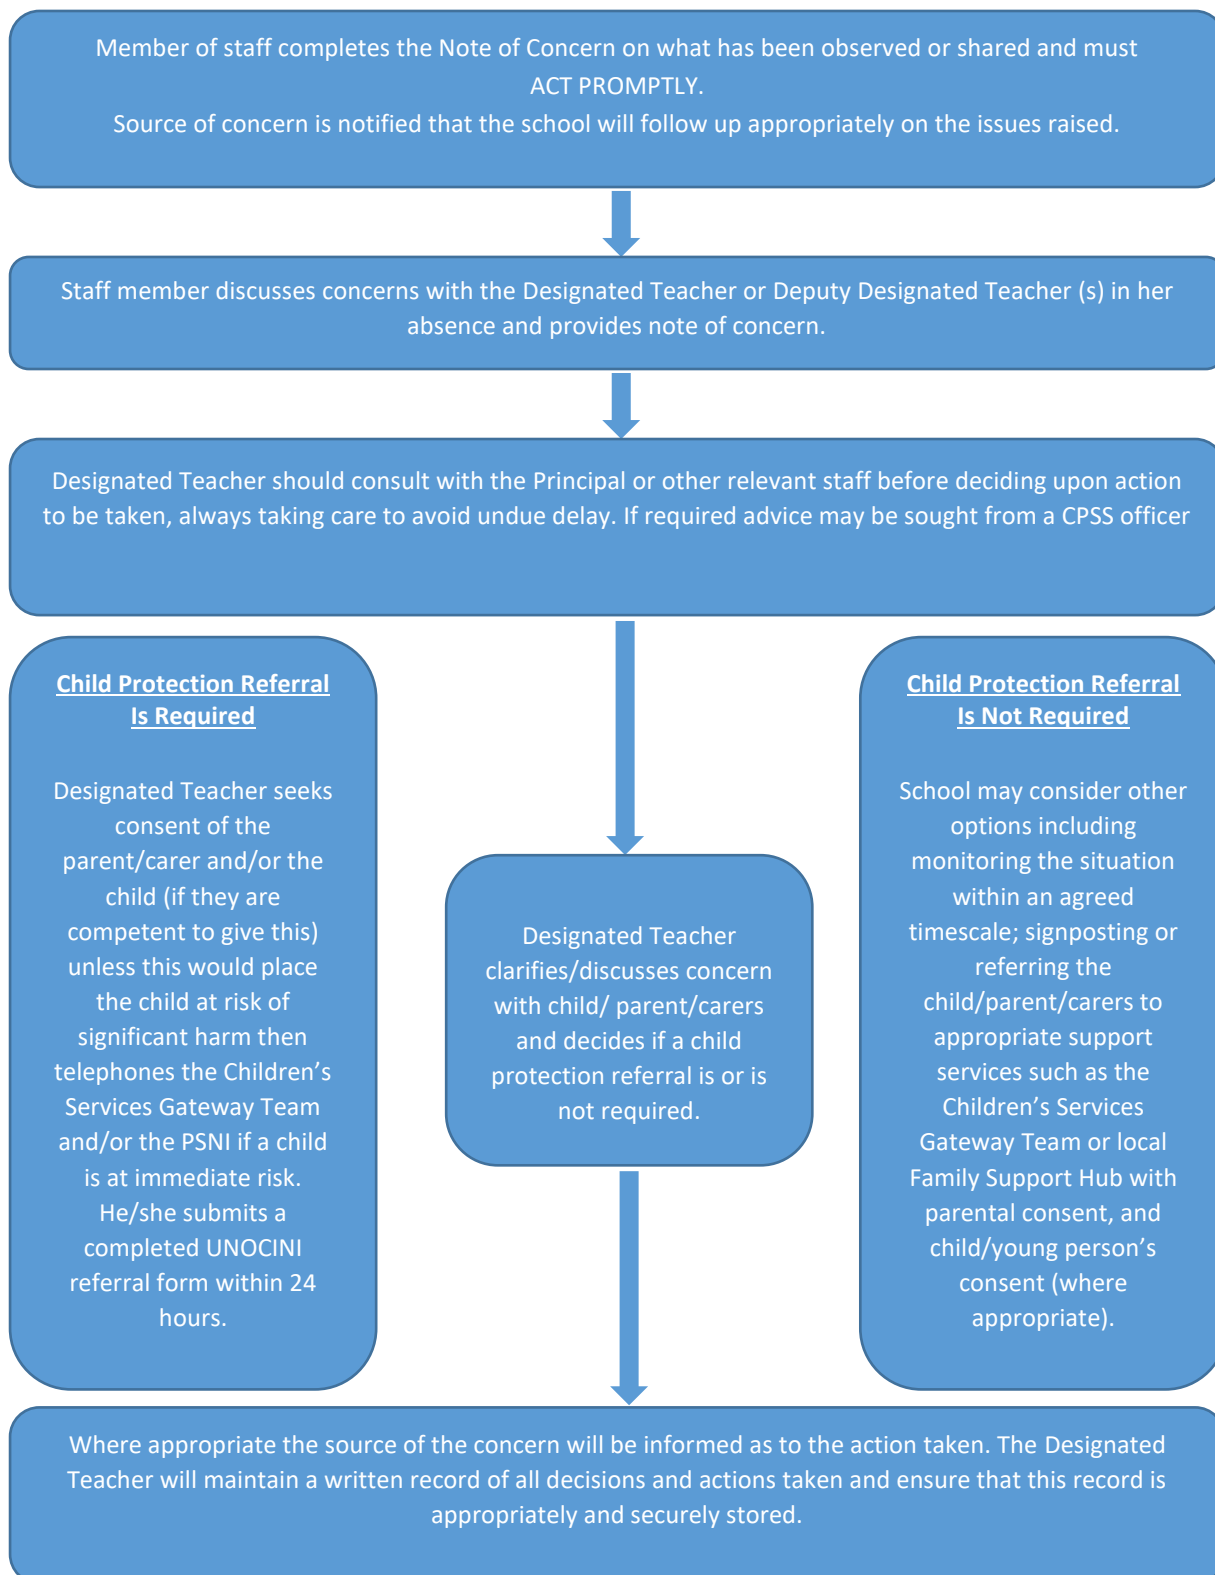 Member of staff completes the Note of Concern on what has been observed or shared and must
ACT PROMPTLY.
Source of concern is notified that the school will follow up appropriately on the issues raised.
Staff member discusses concerns with the Designated Teacher or Deputy Designated Teacher (s) in her
absence and provides note of concern.
Designated Teacher should consult with the Principal or other relevant staff before deciding upon action
to be taken, always taking care to avoid undue delay. If required advice may be sought from a CPSS officer
Child Protection Referral
Is Required
Designated Teacher seeks
consent of the
parent/carer and/or the
child (if they are
competent to give this)
unless this would place
the child at risk of
significant harm then
telephones the Children’s
Services Gateway Team
and/or the PSNI if a child
is at immediate risk.
He/she submits a
completed UNOCINI
referral form within 24
hours.
Designated Teacher
clarifies/discusses concern
with child/ parent/carers
and decides if a child
protection referral is or is
not required.
Child Protection Referral
Is Not Required
School may consider other
options including
monitoring the situation
within an agreed
timescale; signposting or
referring the
child/parent/carers to
appropriate support
services such as the
Children’s Services
Gateway Team or local
Family Support Hub with
parental consent, and
child/young person’s
consent (where
appropriate).
Where appropriate the source of the concern will be informed as to the action taken. The Designated
Teacher will maintain a written record of all decisions and actions taken and ensure that this record is
appropriately and securely stored.